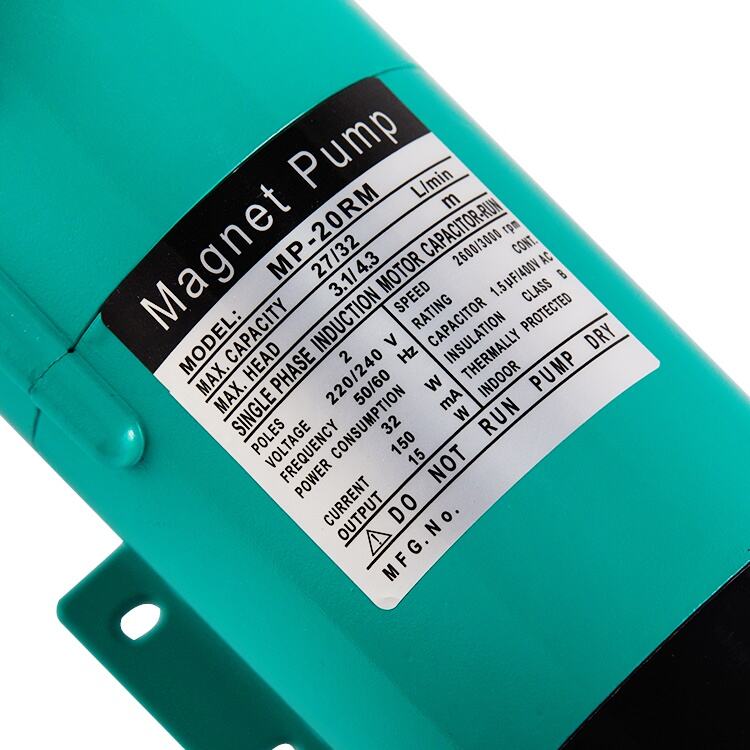 Magnet Pump
MODEL: MP-20RM
MAX. CAPACITY 27/32 L/min
MAX. HEAD 3.1/4.3 m
SINGLE PHASE INDUCTION MOTOR CAPACITOR-RUN
POLES 2
VOLTAGE 220/240 V
FREQUENCY 50/60 Hz
POWER CONSUMPTION
32 W
CURRENT 150 mA
OUTPUT 15 W
SPEED 2600/3000 rpm
RATING CONT.
CAPACITOR 1.5µF/400V AC
INSULATION CLASS B
THERMALLY PROTECTED
INDOOR
DO NOT RUN PUMP DRY
MFG.No.